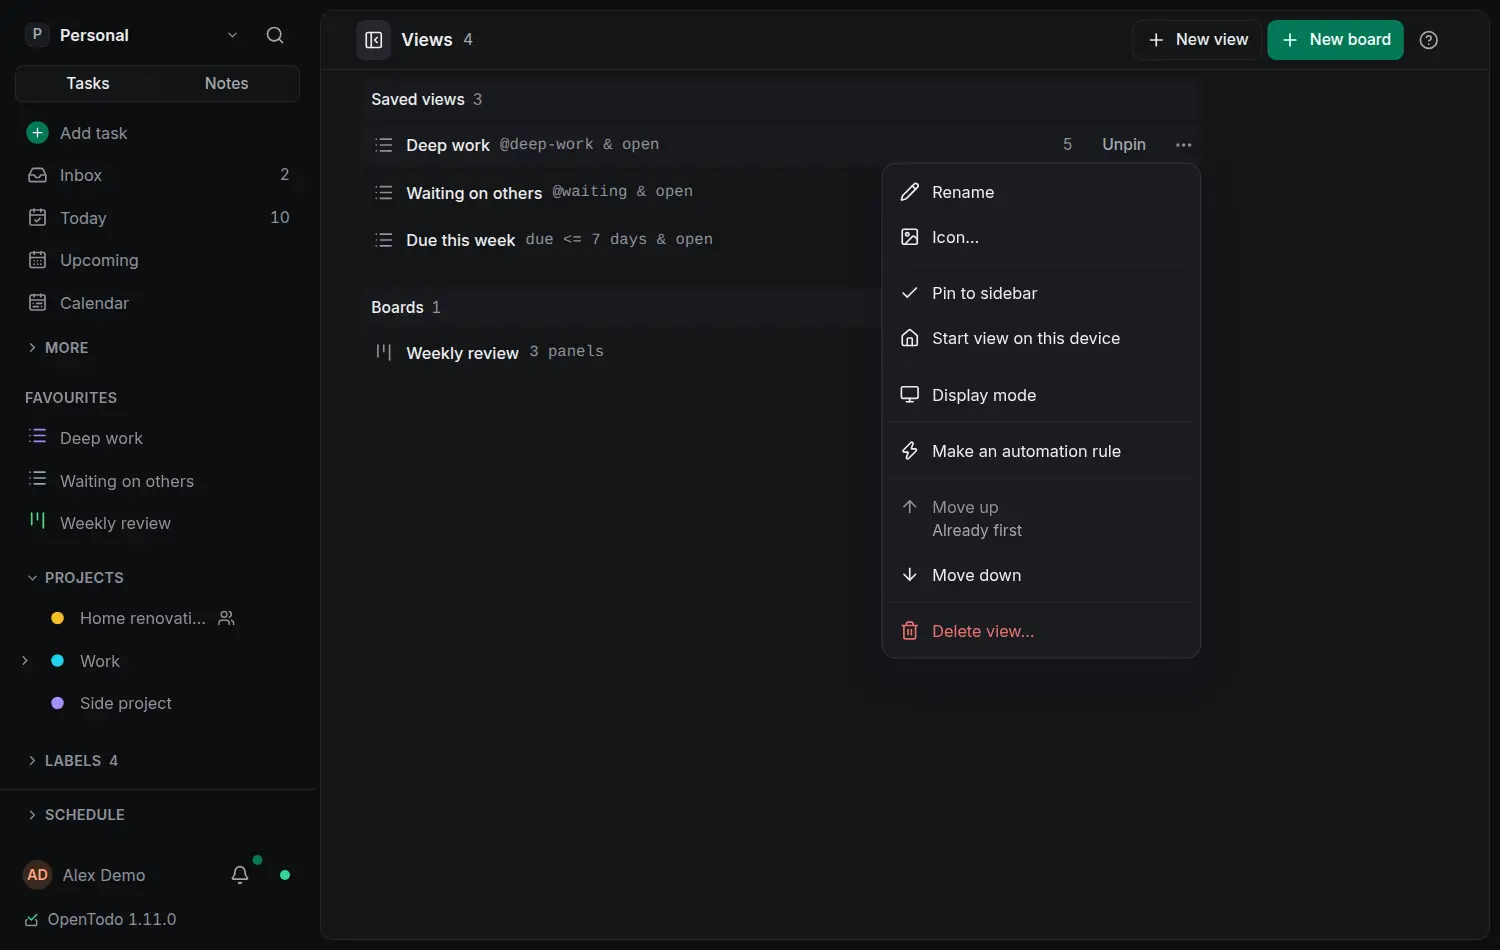 P Personal
Tasks Notes
Add task
Inbox 2
Today 10
Upcoming
Calendar
MORE
FAVOURITES
Deep work
Waiting on others
Weekly review
PROJECTS
Home renovati...
Work
Side project
LABELS 4
SCHEDULE
AD Alex Demo
OpenTodo 1.11.0
Views 4
New view
New board
Saved views 3
Deep work @deep-work & open 5 Unpin
Waiting on others @waiting & open
Due this week due <= 7 days & open
Boards 1
Weekly review 3 panels
Rename
Icon...
Pin to sidebar
Start view on this device
Display mode
Make an automation rule
Move up
Already first
Move down
Delete view...